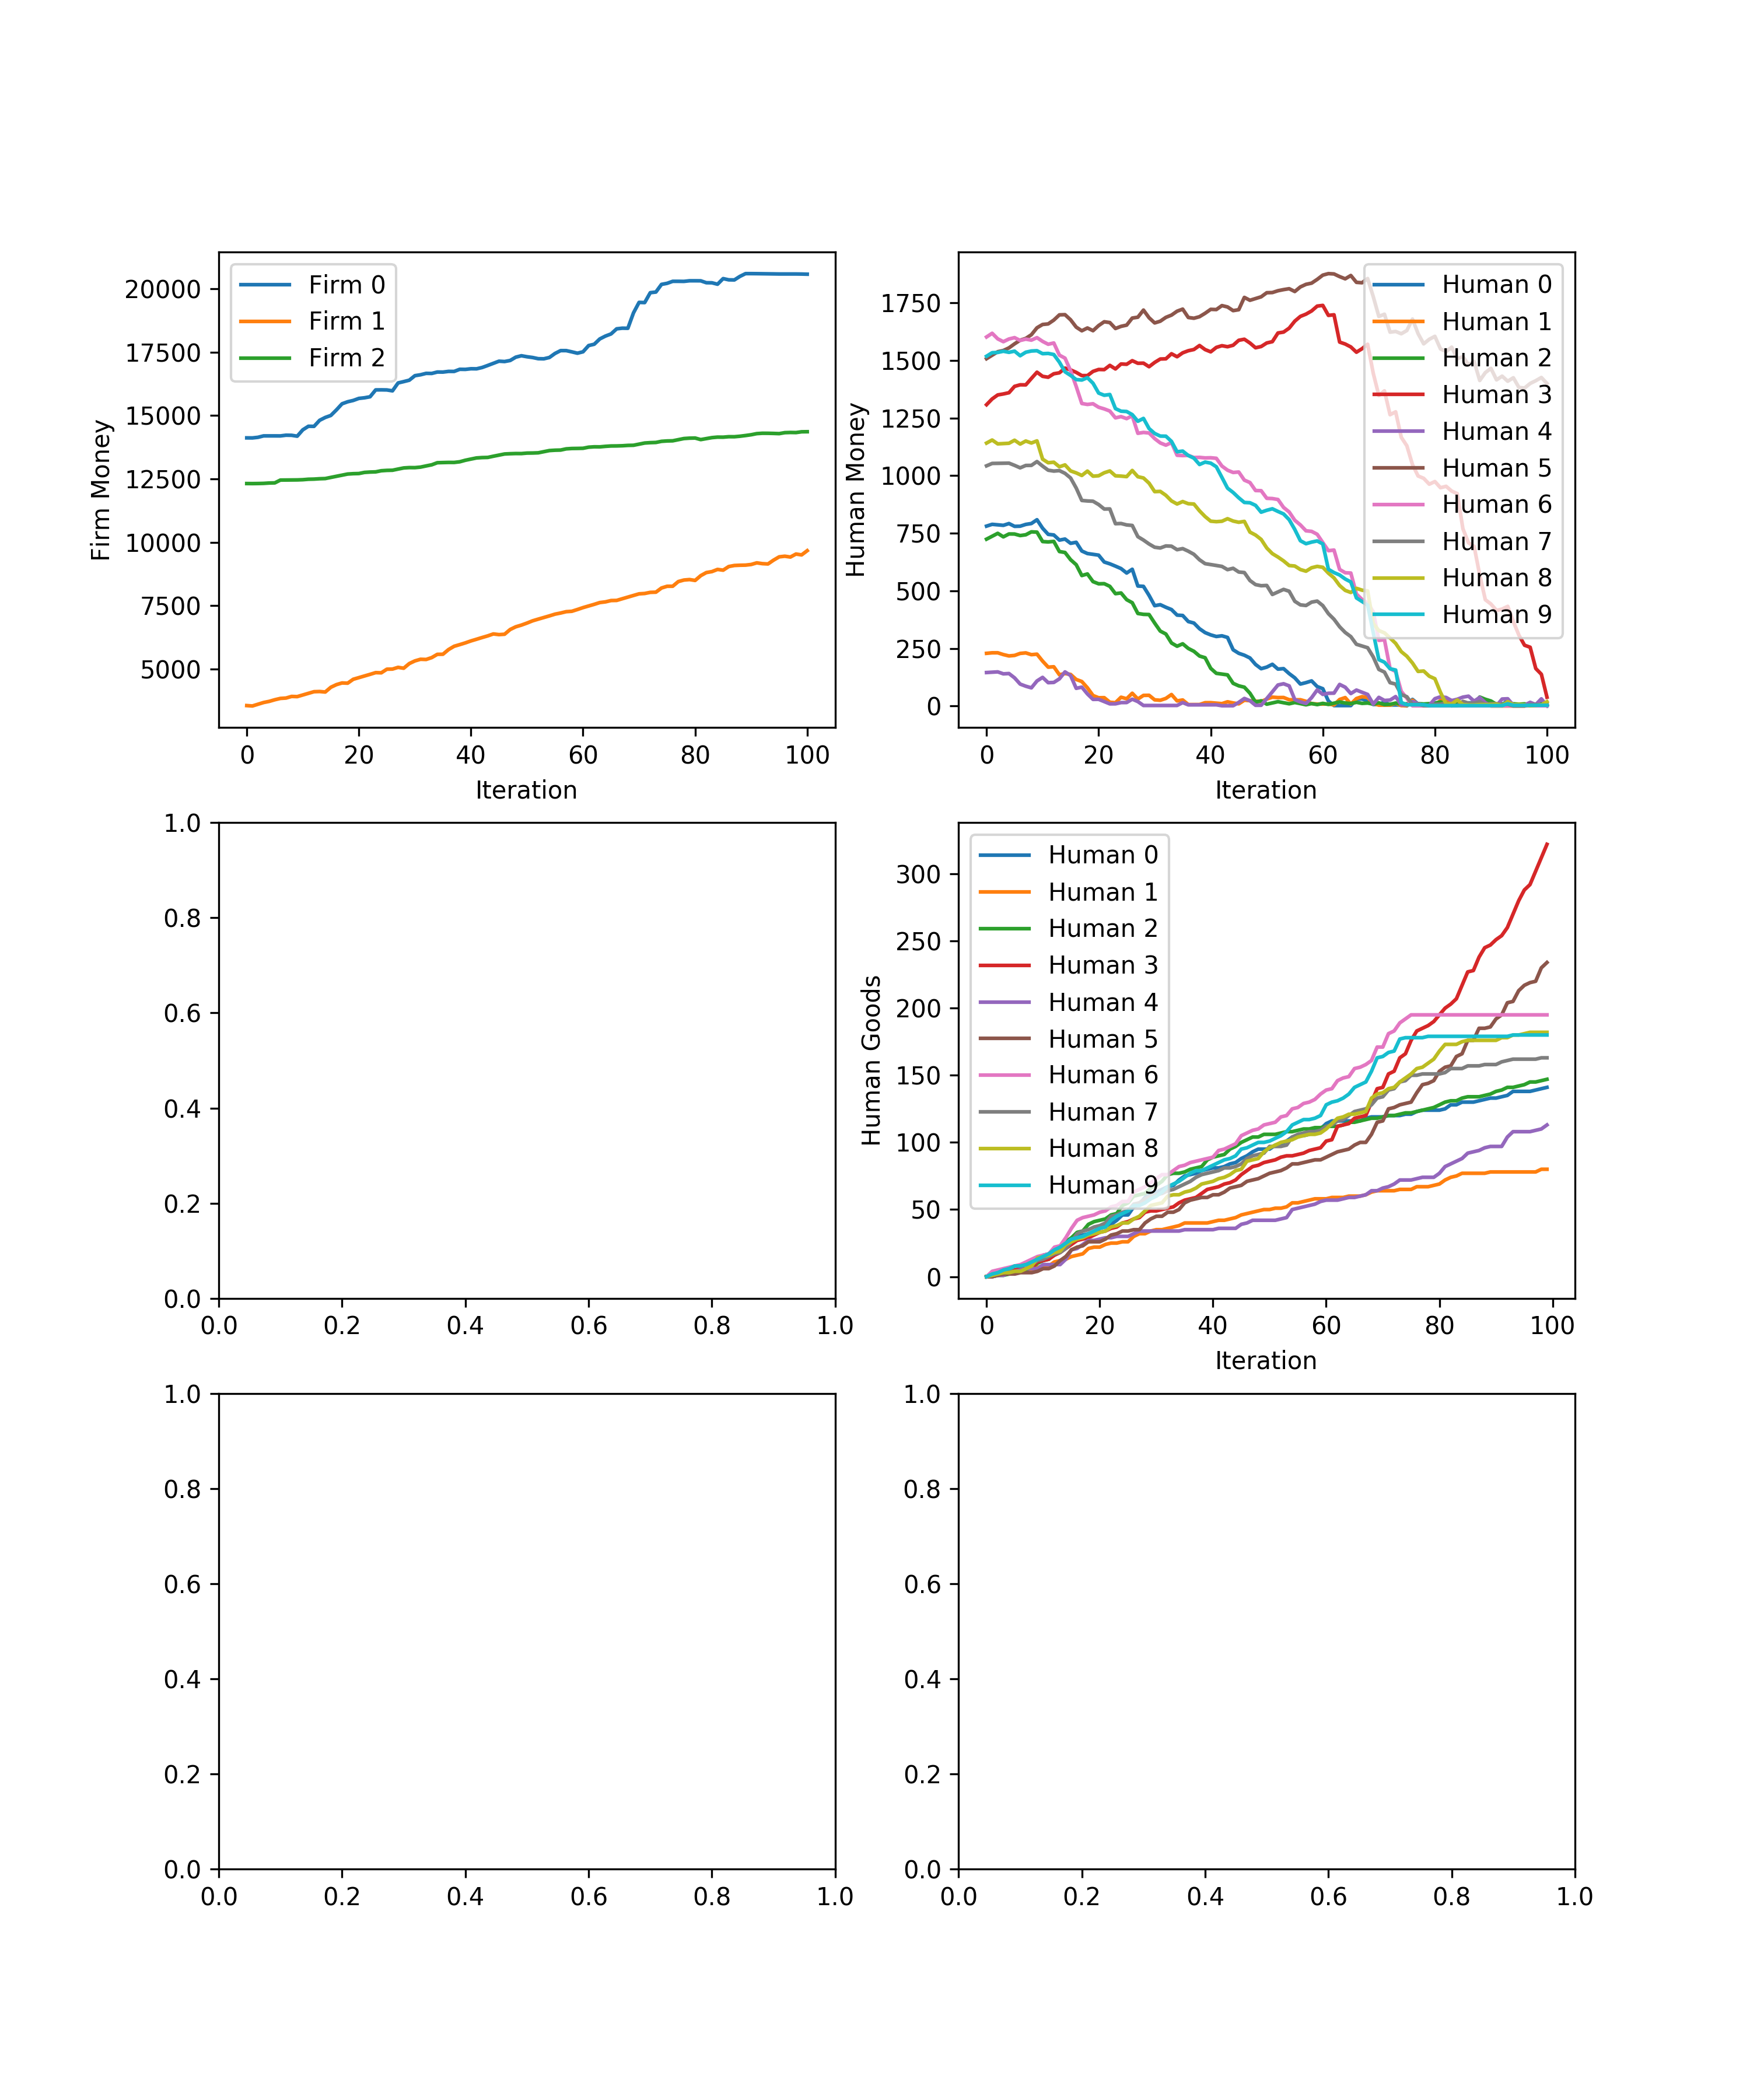 Firm Money
20000
17500
15000
12500
10000
7500
5000
Firm 0
Firm 1
Firm 2
0 20 40 60 80 100
Iteration
Human Money
1750
1500
1250
1000
750
500
250
0
Human 0
Human 1
Human 2
Human 3
Human 4
Human 5
Human 6
Human 7
Human 8
Human 9
0 20 40 60 80 100
Iteration
1.0
0.8
0.6
0.4
0.2
0.0
0.0 0.2 0.4 0.6 0.8 1.0
Human Goods
300
250
200
150
100
50
0
Human 0
Human 1
Human 2
Human 3
Human 4
Human 5
Human 6
Human 7
Human 8
Human 9
0 20 40 60 80 100
Iteration
1.0
0.8
0.6
0.4
0.2
0.0
0.0 0.2 0.4 0.6 0.8 1.0
1.0
0.8
0.6
0.4
0.2
0.0
0.0 0.2 0.4 0.6 0.8 1.0